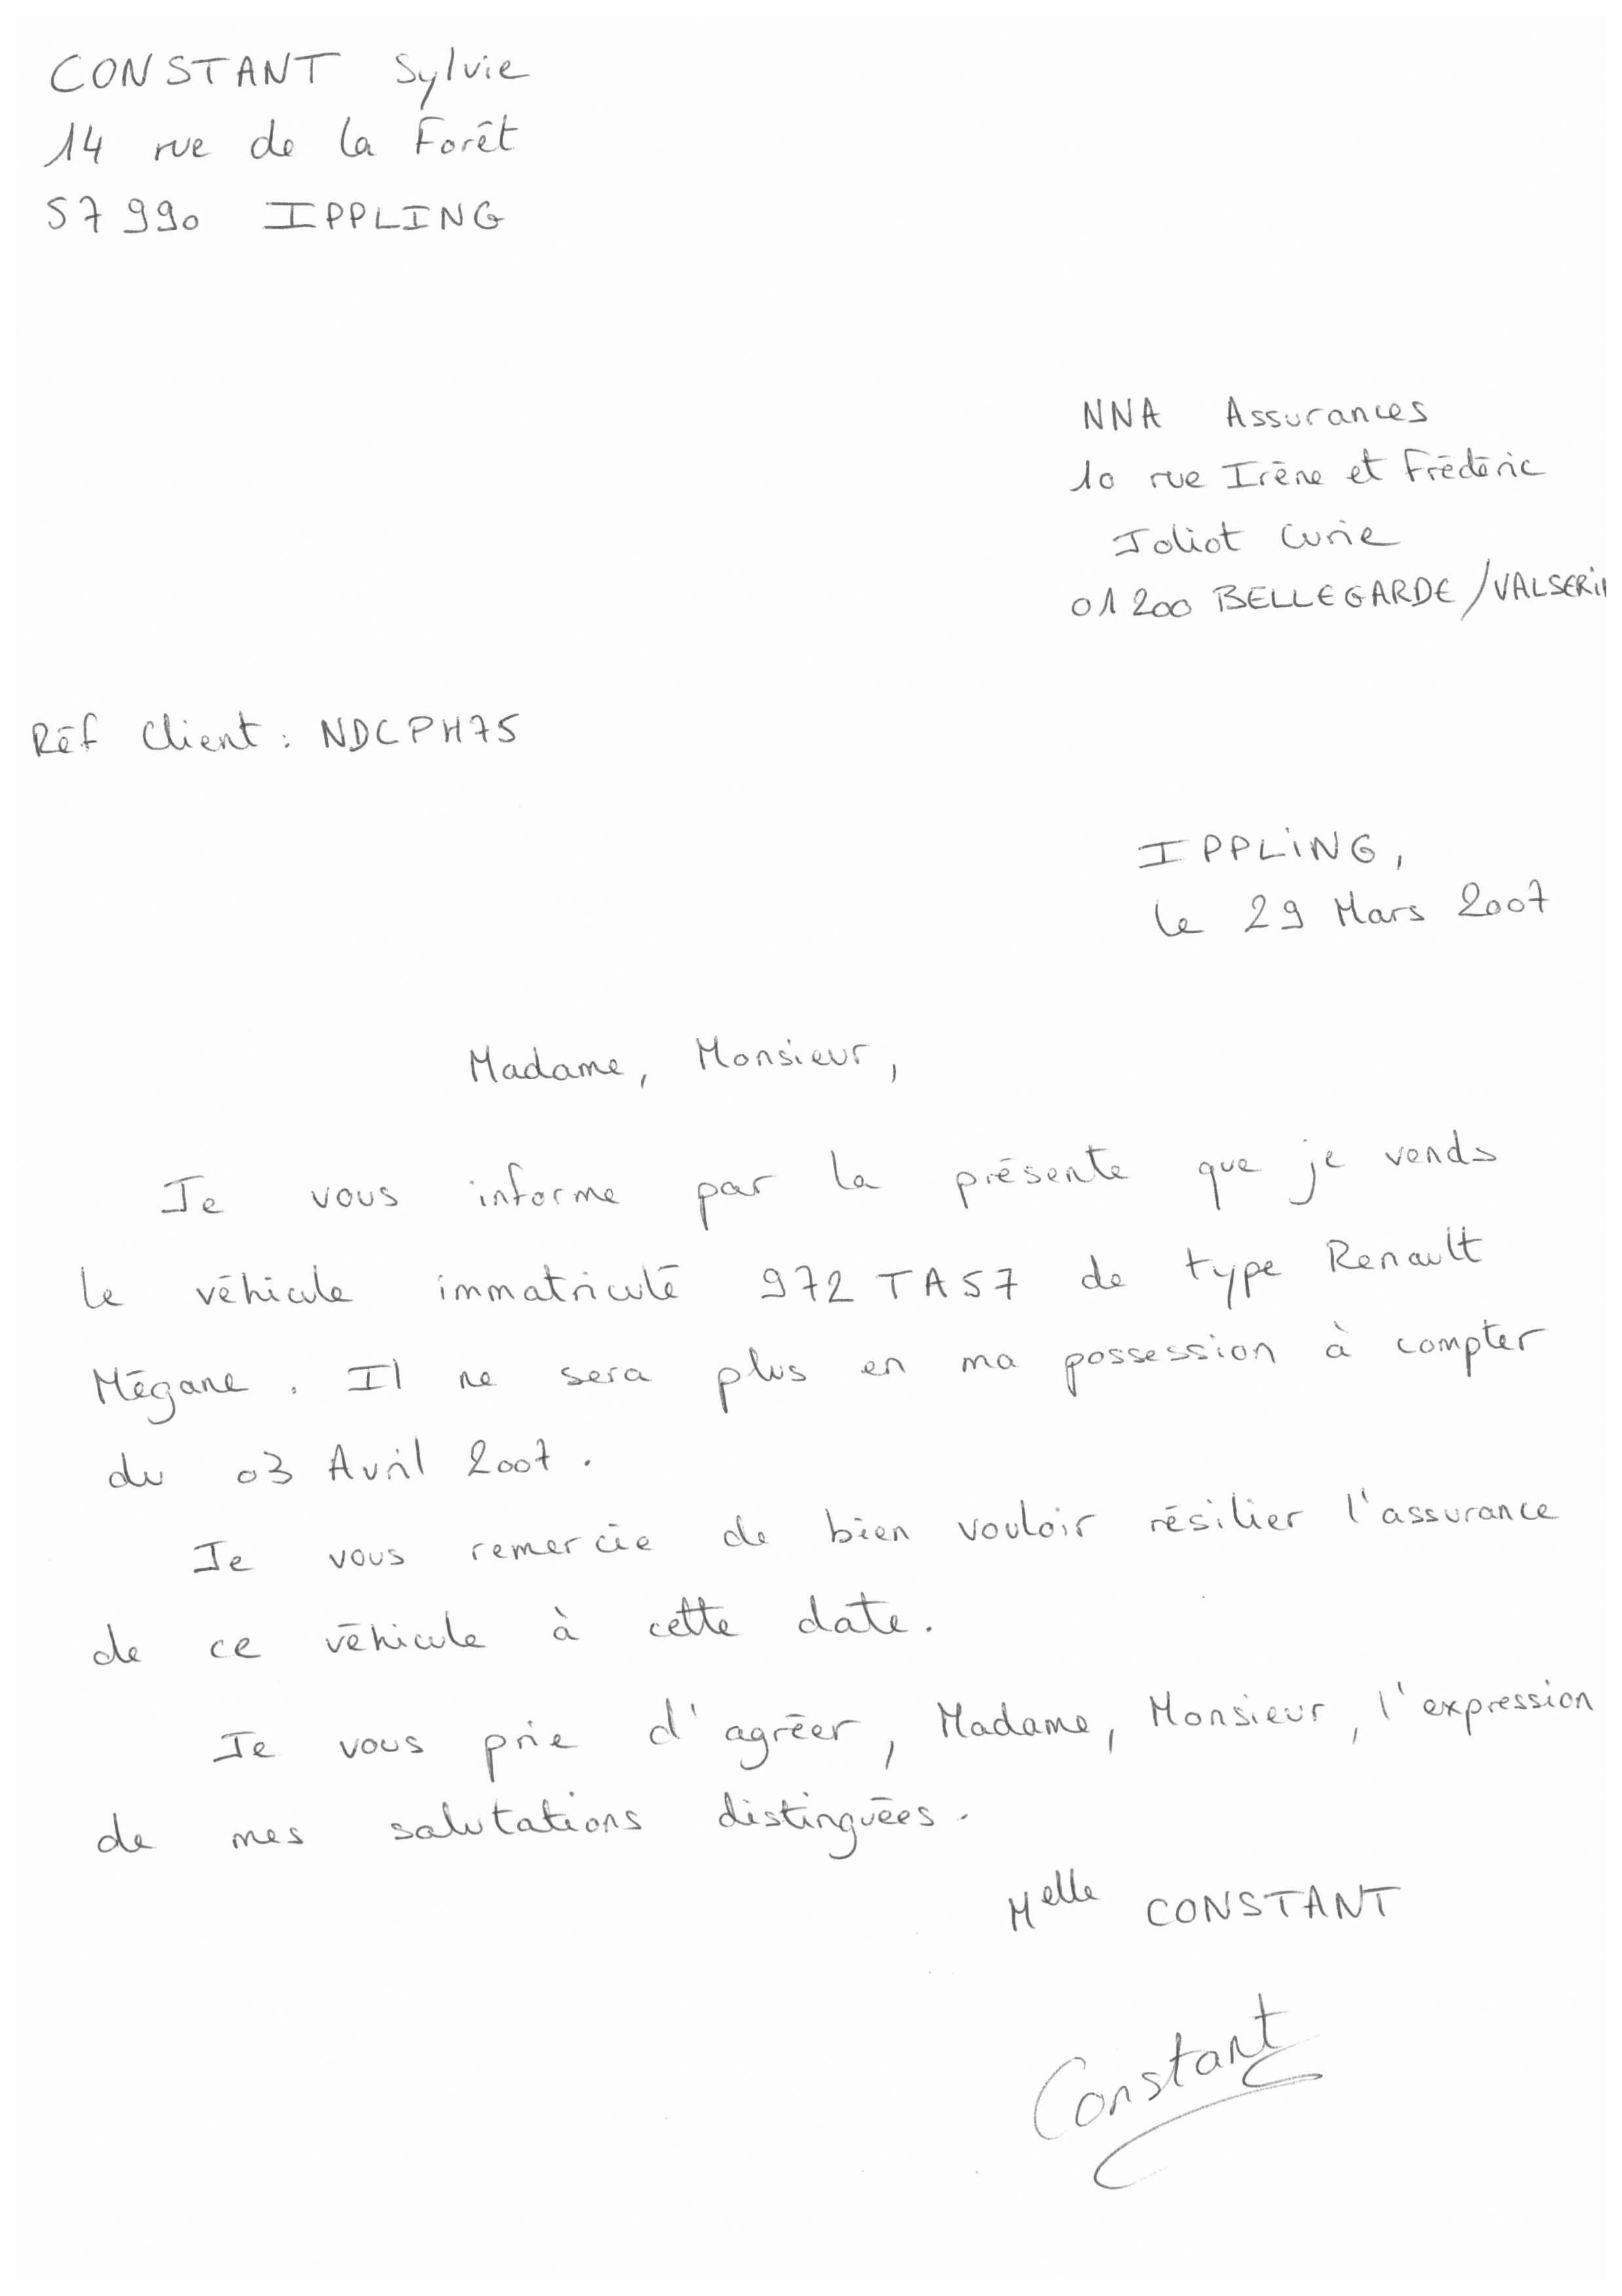 CONSTANT Sylvie
14 rue de la Forêt
57990 IPPLING
NNA Assurances
10 rue Irène et Frédéric
Joliot Curie
01200 BELLEGARDE/VALSERIN
Réf Client : NDCPH75
IPPLING,
le 29 Mars 2007
Madame, Monsieur,
Je vous informe par la présente que je vends
le véhicule immatriculé 972 TA57 de type Renault
Mégane. Il ne sera plus en ma possession à compter
du 03 Avril 2007.
Je vous remercie de bien vouloir résilier l'assurance
de ce véhicule à cette date.
Je vous prie d'agréer, Madame, Monsieur, l'expression
de mes salutations distinguées.
Melle CONSTANT
Constant